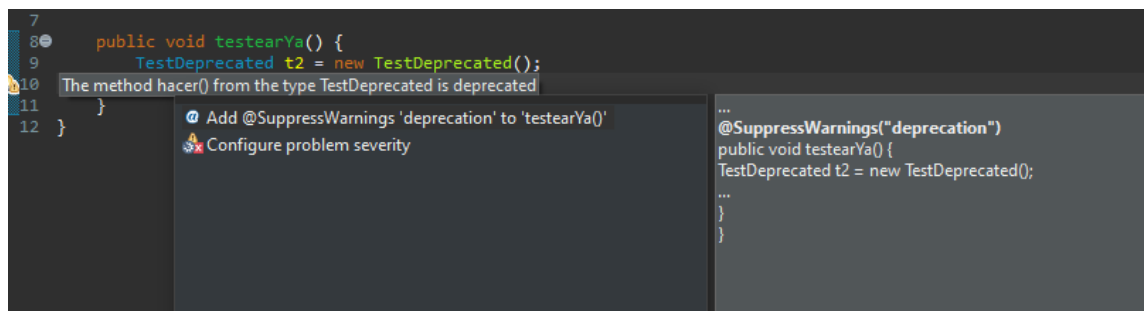 7
8 public void testearYa() {
9 TestDeprecated t2 = new TestDeprecated();
10 The method hacer() from the type TestDeprecated is deprecated
11 }
12 }
@ Add @SuppressWarnings 'deprecation' to 'testearYa()'
Configure problem severity
...
@SuppressWarnings("deprecation")
public void testearYa() {
TestDeprecated t2 = new TestDeprecated();
...
}
}